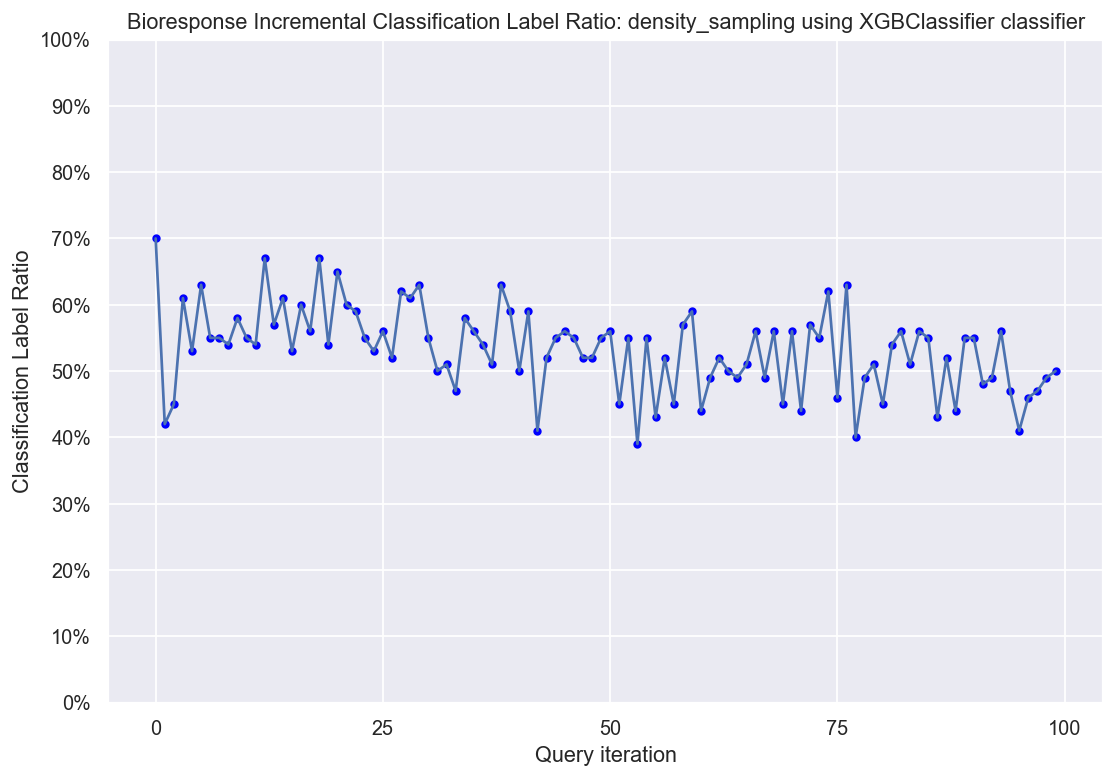 Bioresponse Incremental Classification Label Ratio: density_sampling using XGBClassifier classifier
100%
90%
80%
70%
60%
50%
40%
30%
20%
10%
0%
Classification Label Ratio
0 25 50 75 100
Query iteration